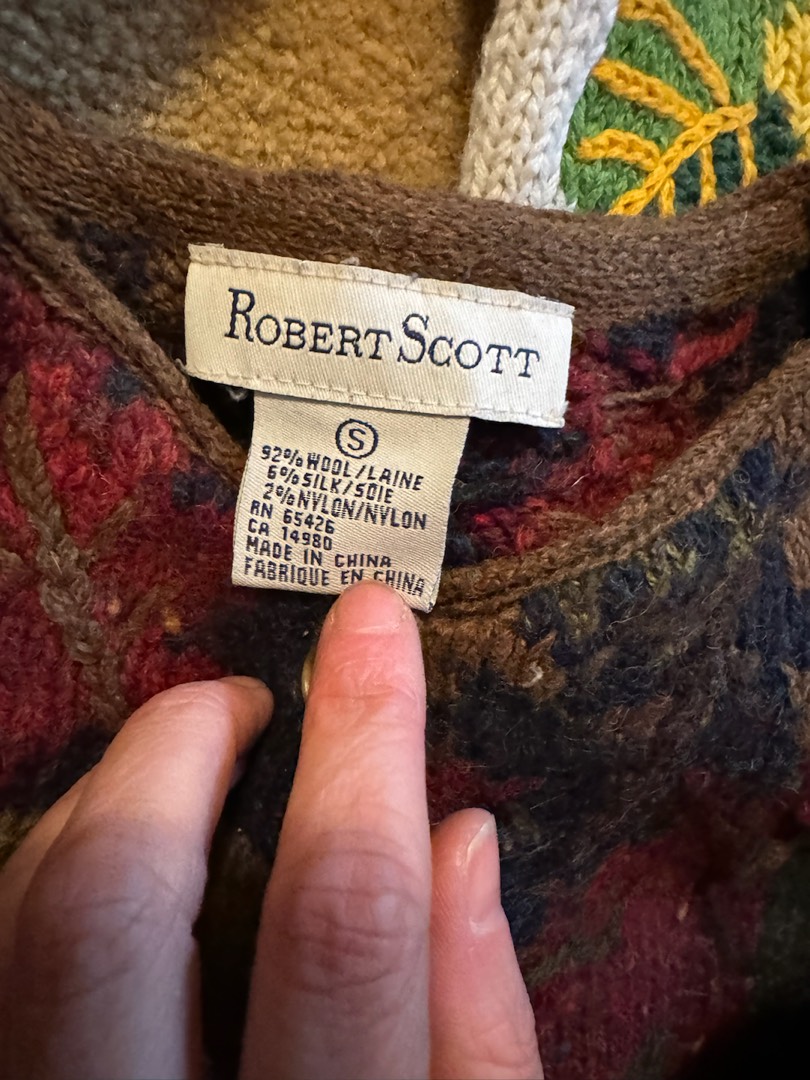 ROBERT SCOTT
S
92% WOOL/LAINE
6% SILK/SOIE
2% NYLON/NYLON
RN 65426
CA 14980
MADE IN CHINA
FABRIQUE EN CHINA